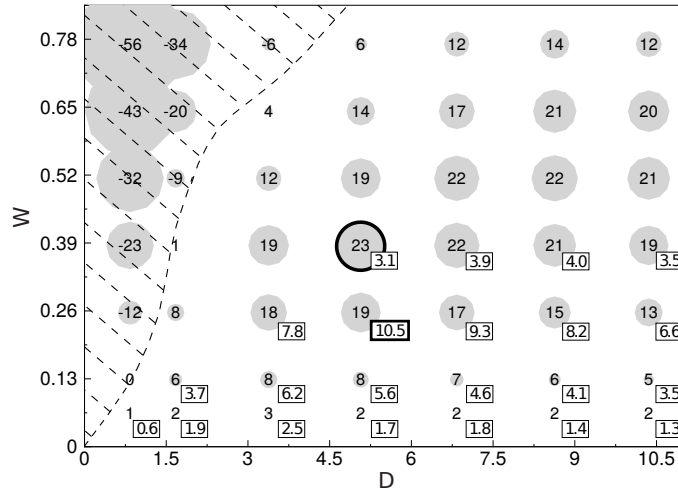 0.78 -56 -34 -6 6 12 14 12
0.65 -43 -20 4 14 17 21 20
0.52 -32 -9 12 19 22 22 21
W
0.39 -23 1 19 23 22 21 19
3.1 3.9 4.0 3.5
0.26 -12 8 18 19 17 15 13
7.8 10.5 9.3 8.2 6.6
0.13 0 6 8 8 7 6 5
3.7 6.2 5.6 4.6 4.1 3.5
1 2 3 2 2 2 2
0.6 1.9 2.5 1.7 1.8 1.4 1.3
0
0 1.5 3 4.5 6 7.5 9 10.5
D